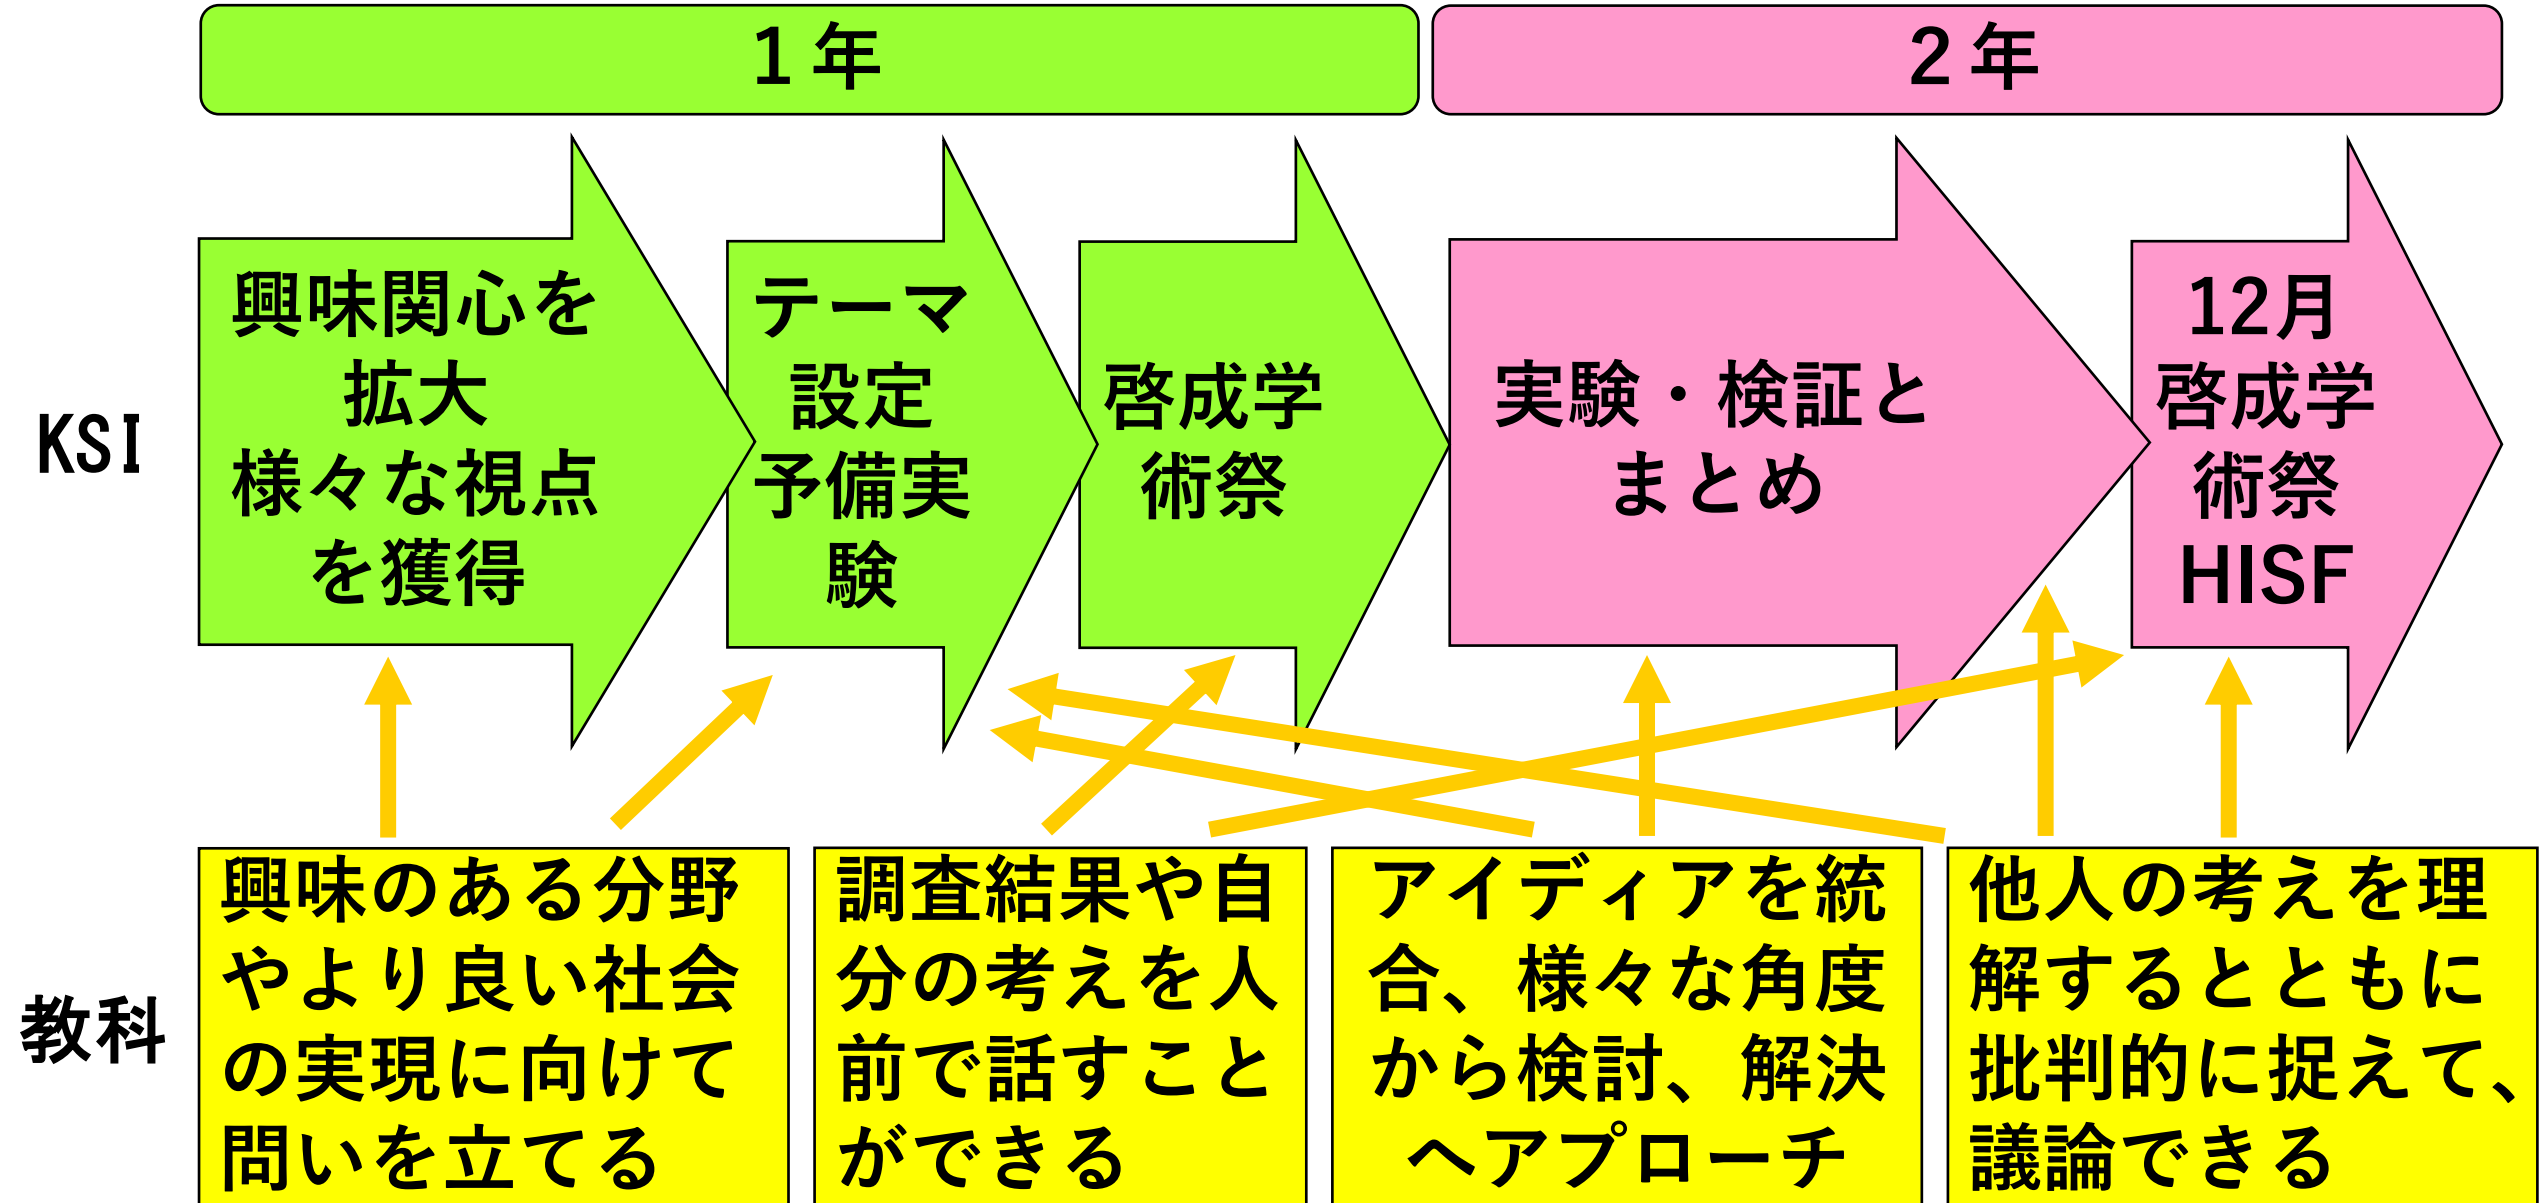 1年
2年
KSI
興味関心を
拡大
様々な視点
を獲得
テーマ
設定
予備実
験
啓成学
術祭
実験・検証と
まとめ
12月
啓成学
術祭
HISF
教科
興味のある分野
やより良い社会
の実現に向けて
問いを立てる
調査結果や自
分の考えを人
前で話すこと
ができる
アイディアを統
合、様々な角度
から検討、解決
へアプローチ
他人の考えを理
解するとともに
批判的に捉えて、
議論できる